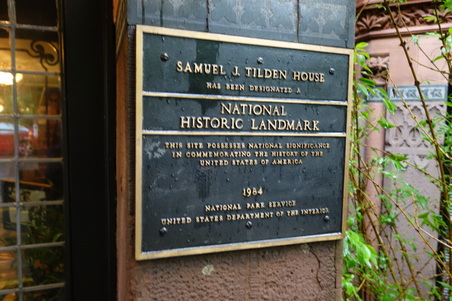 SAMUEL J. TILDEN HOUSE
HAS BEEN DESIGNATED A
NATIONAL
HISTORIC LANDMARK
THIS SITE POSSESSES NATIONAL SIGNIFICANCE
IN COMMEMORATING THE HISTORY OF THE
UNITED STATES OF AMERICA
1984
NATIONAL PARK SERVICE
UNITED STATES DEPARTMENT OF THE INTERIOR